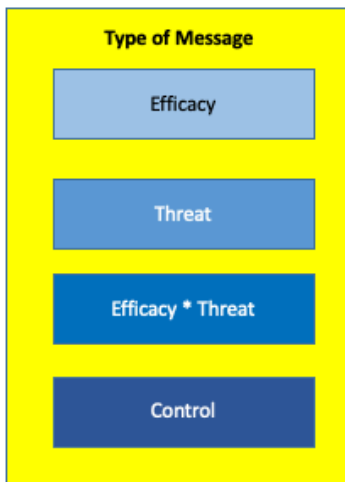 Type of Message
Efficacy
Threat
Efficacy * Threat
Control